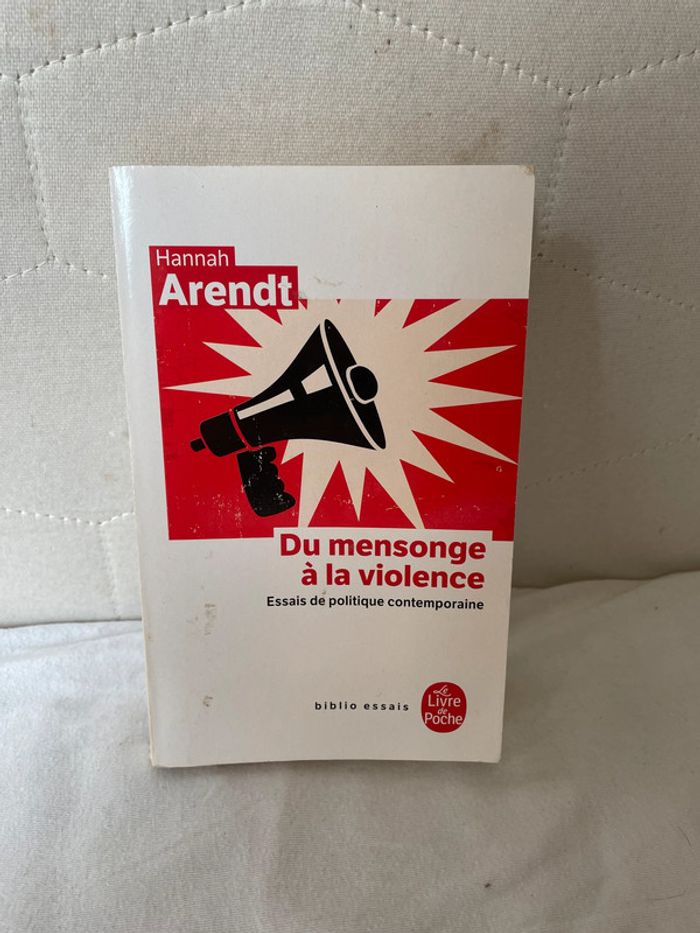 Hannah
Arendt
Du mensonge
à la violence
Essais de politique contemporaine
biblio essais
Le
Livre
de
Poche